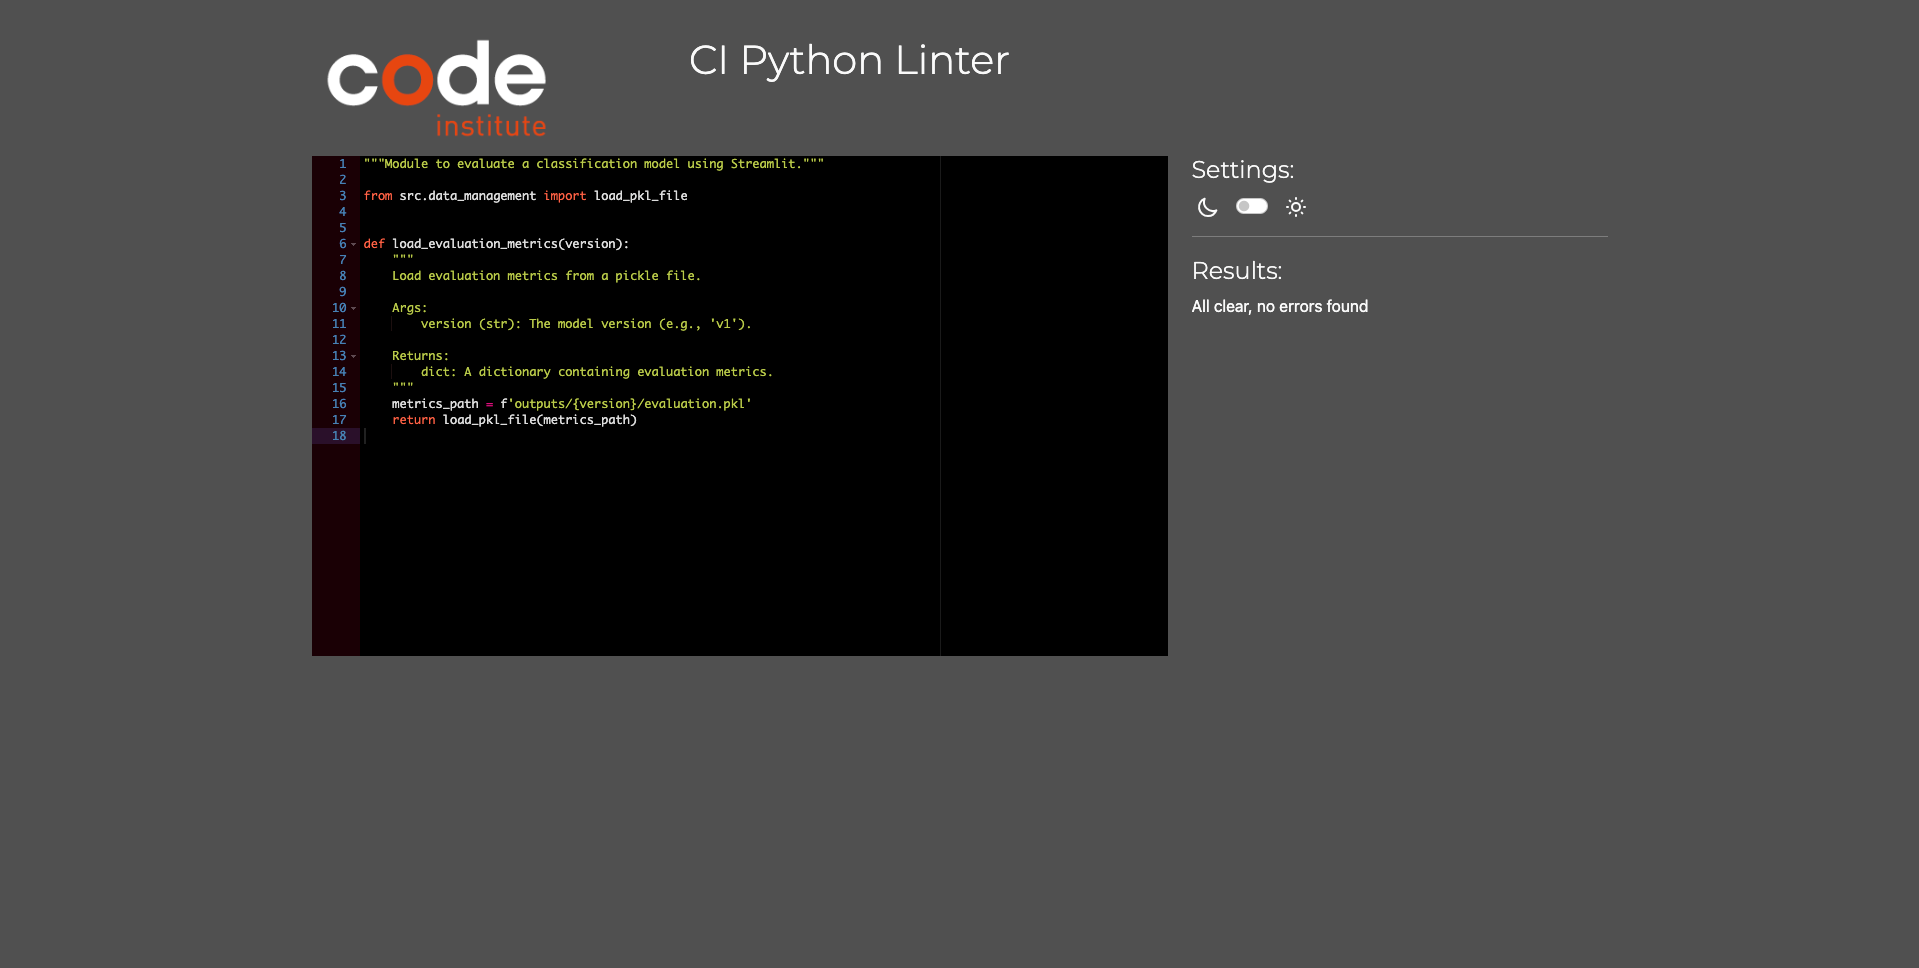 code
institute
CI Python Linter
1 """Module to evaluate a classification model using Streamlit."""
2
3 from src.data_management import load_pkl_file
4
5
6 def load_evaluation_metrics(version):
7     """
8     Load evaluation metrics from a pickle file.
9
10     Args:
11         version (str): The model version (e.g., 'v1').
12
13     Returns:
14         dict: A dictionary containing evaluation metrics.
15     """
16     metrics_path = f'outputs/{version}/evaluation.pkl'
17     return load_pkl_file(metrics_path)
18
Settings:
Results:
All clear, no errors found